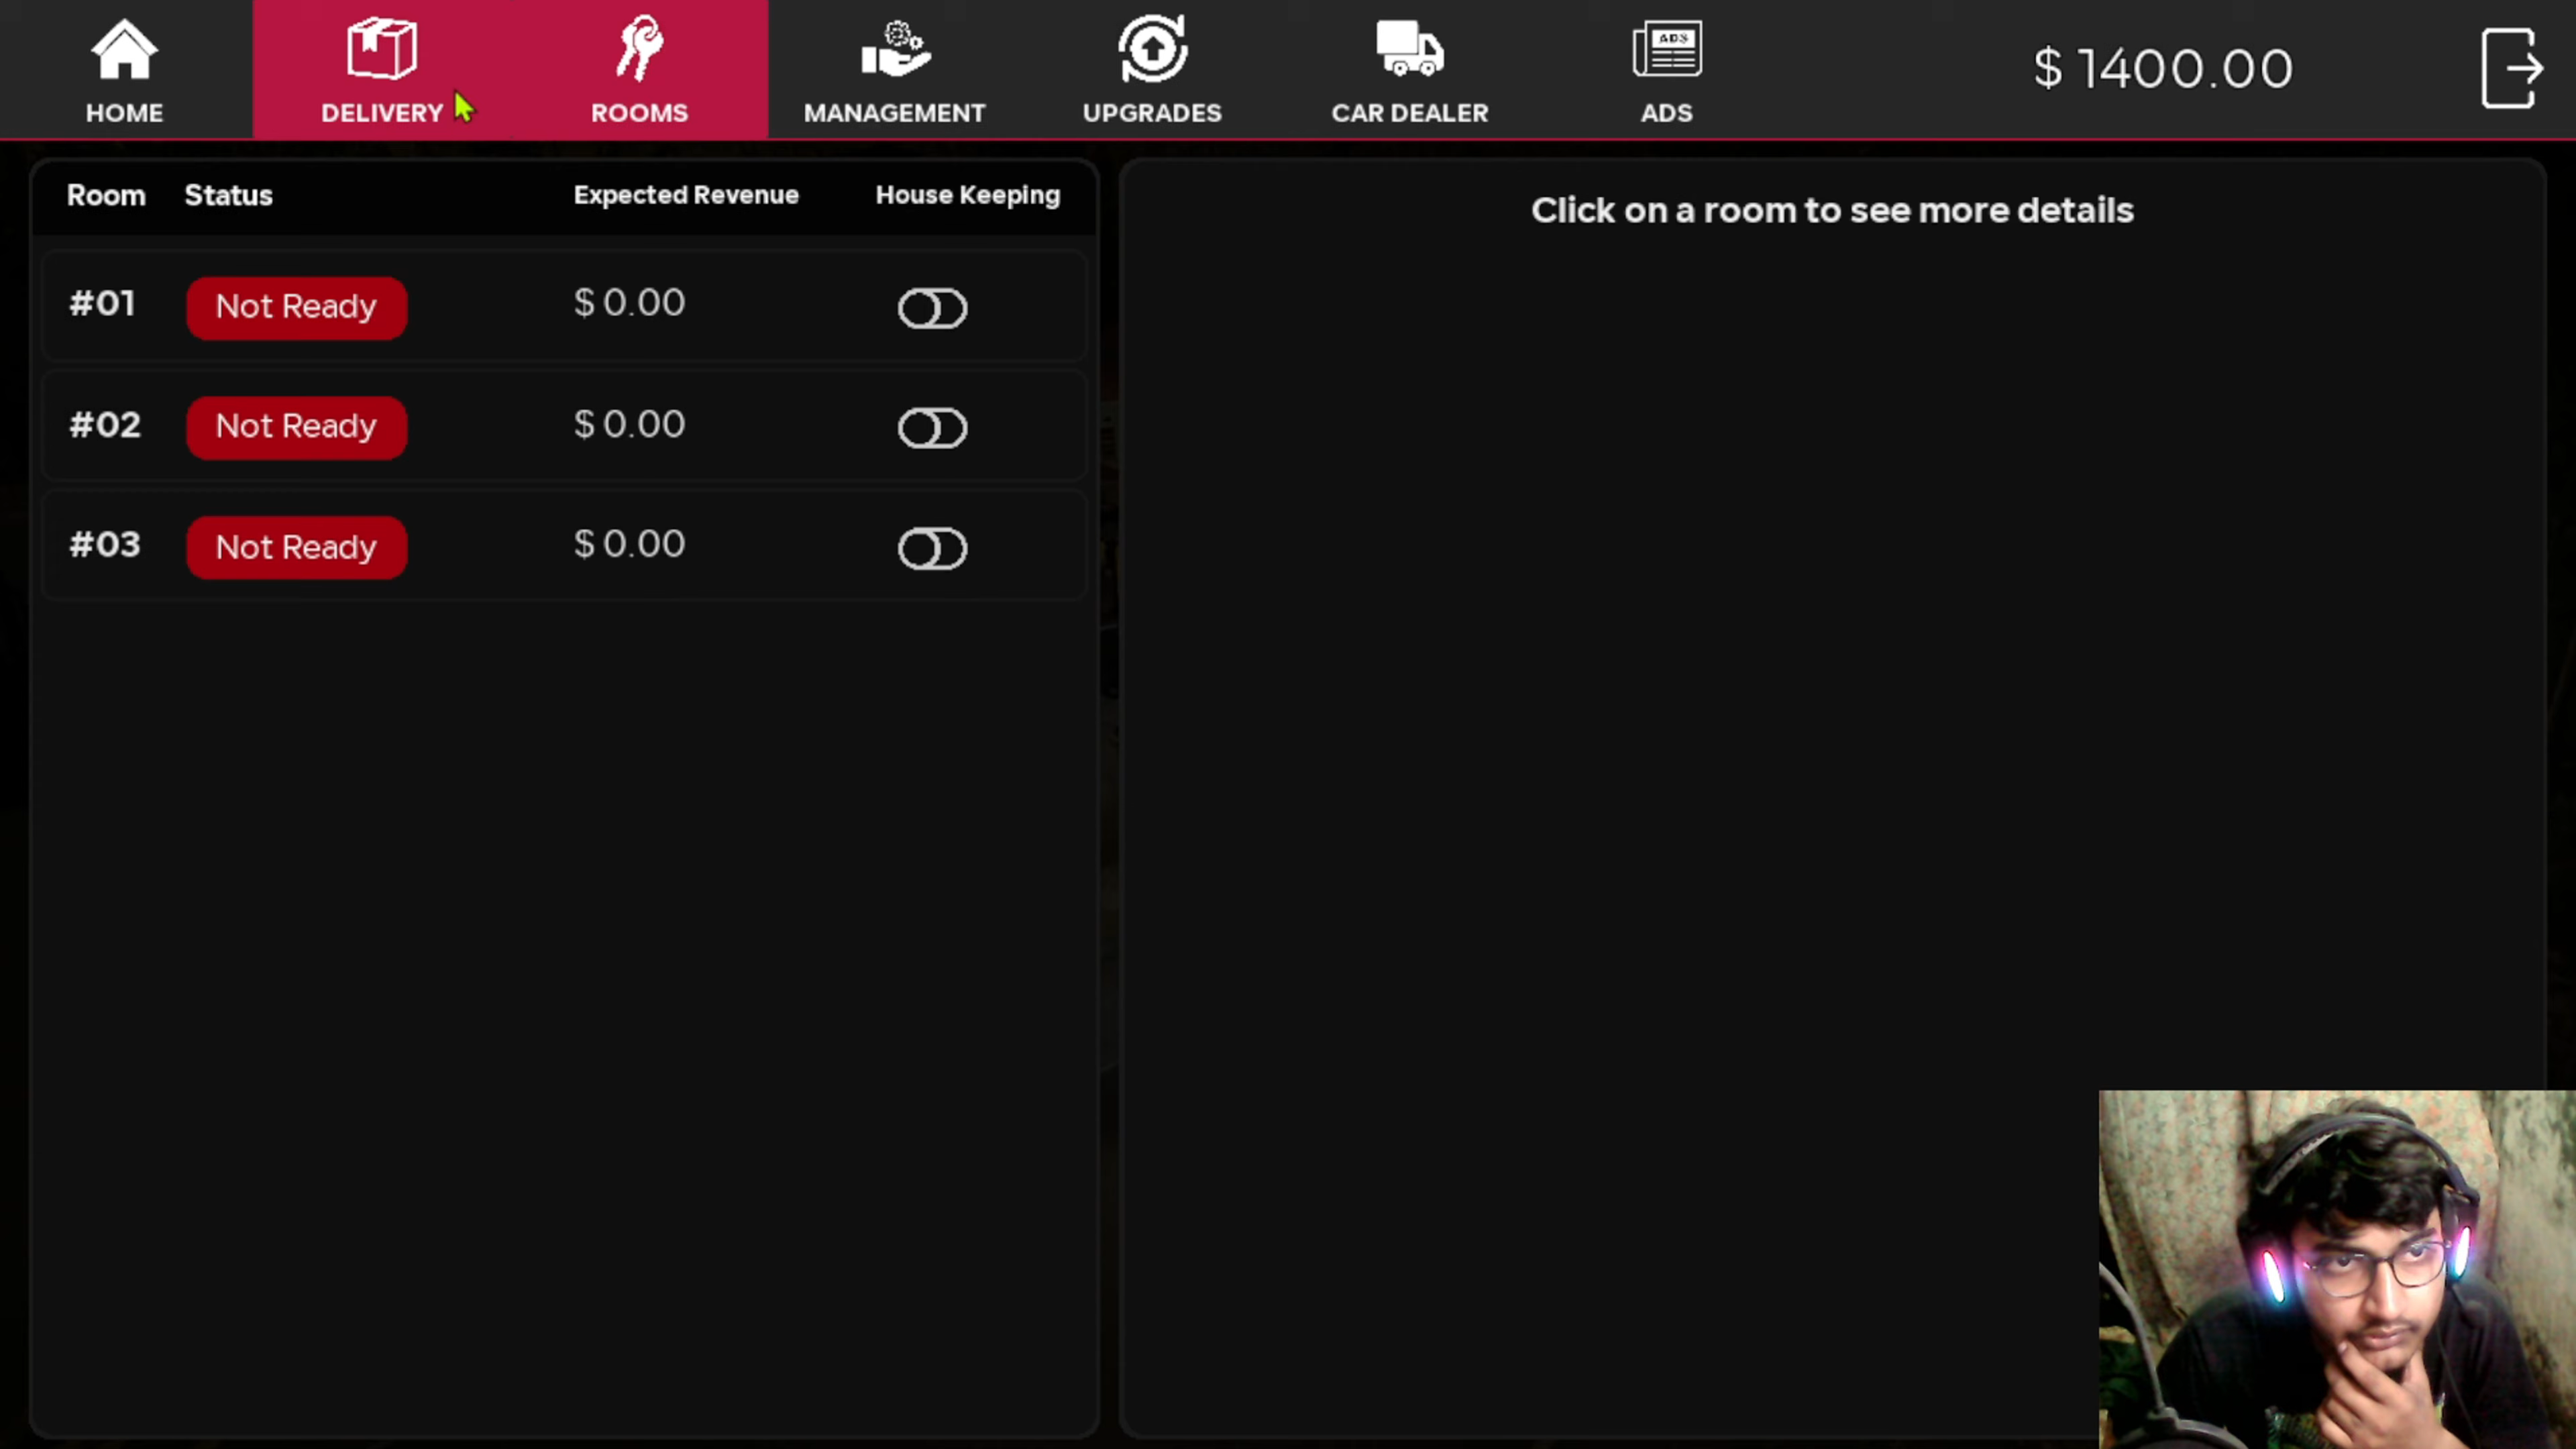 HOME
DELIVERY
ROOMS
MANAGEMENT
UPGRADES
CAR DEALER
ADS
ADS
$ 1400.00
Room Status Expected Revenue House Keeping
#01 Not Ready $ 0.00
#02 Not Ready $ 0.00
#03 Not Ready $ 0.00
Click on a room to see more details